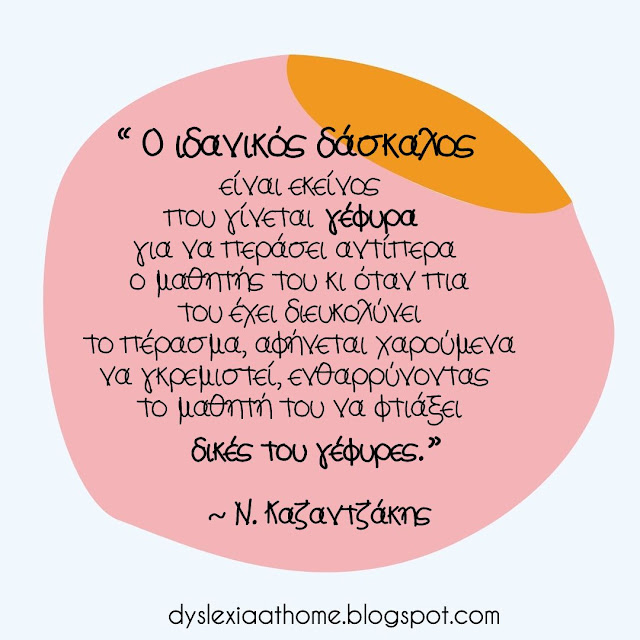 “ Ο ιδανικός δάσκαλος
είναι εκείνος
που γίνεται γέφυρα
για να περάσει αντίπερα
ο μαθητής του κι όταν πια
του έχει διευκολύνει
το πέρασμα, αφήνεται χαρούμενα
να γκρεμιστεί, ενθαρρύνοντας
το μαθητή του να φτιάξει
δικές του γέφυρες.”
~ Ν. Καζαντζάκης
dyslexiaathome.blogspot.com